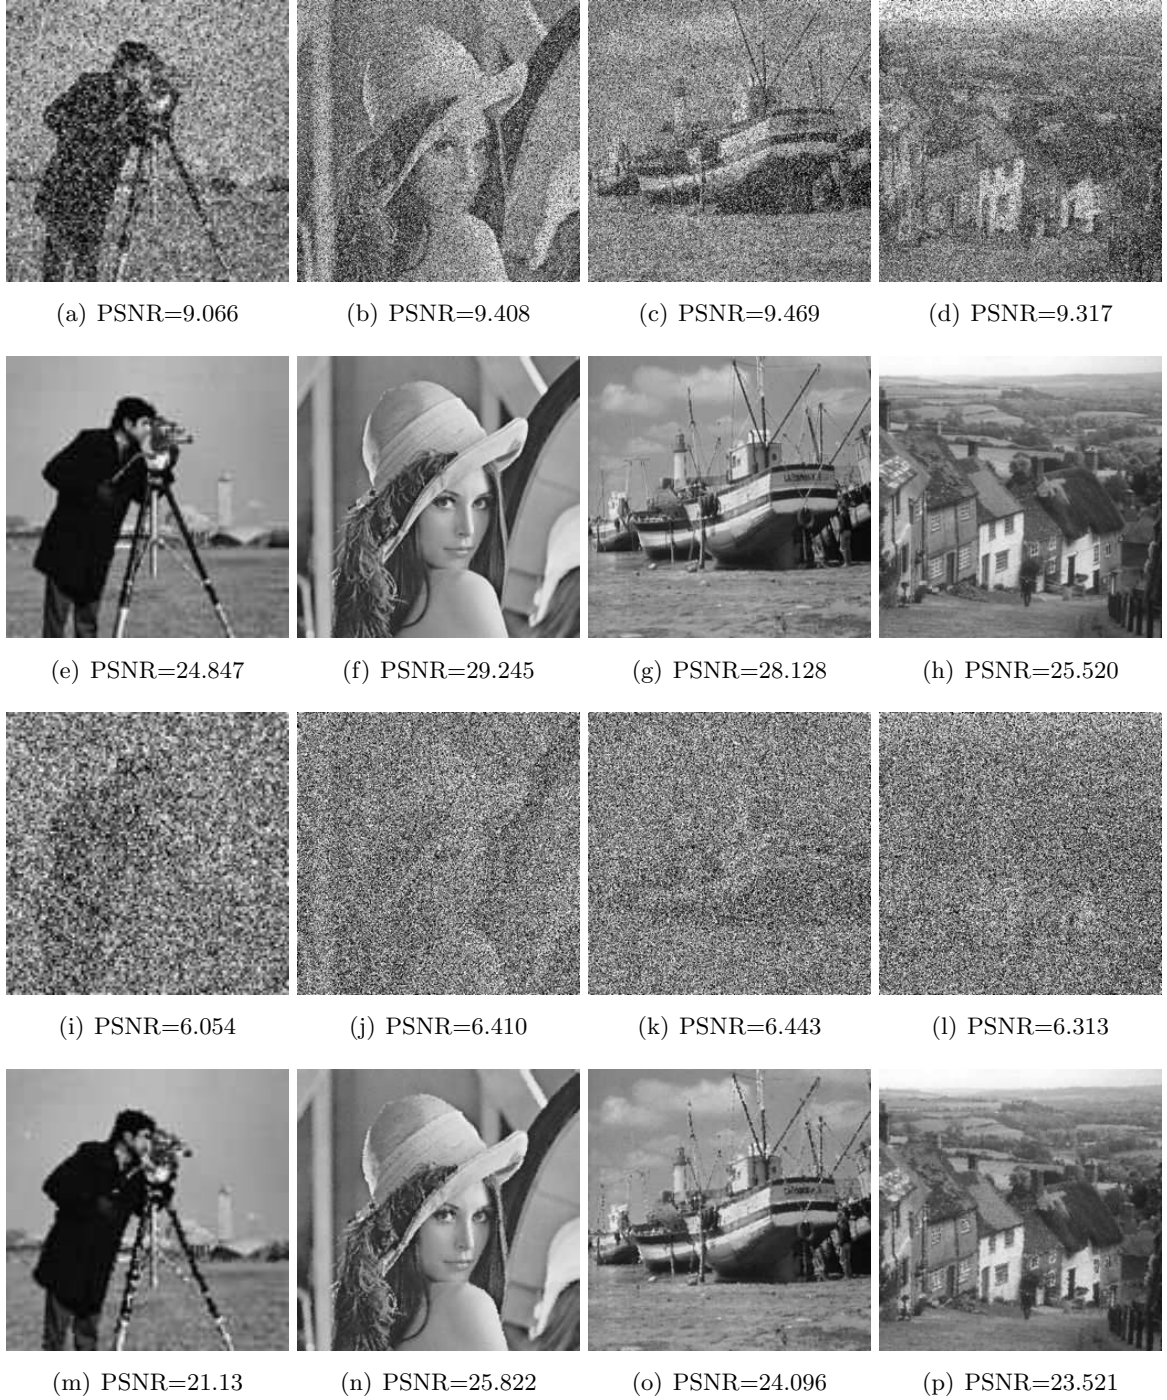 (a) PSNR=9.066
(b) PSNR=9.408
(c) PSNR=9.469
(d) PSNR=9.317
(e) PSNR=24.847
(f) PSNR=29.245
(g) PSNR=28.128
(h) PSNR=25.520
(i) PSNR=6.054
(j) PSNR=6.410
(k) PSNR=6.443
(l) PSNR=6.313
(m) PSNR=21.13
(n) PSNR=25.822
(o) PSNR=24.096
(p) PSNR=23.521